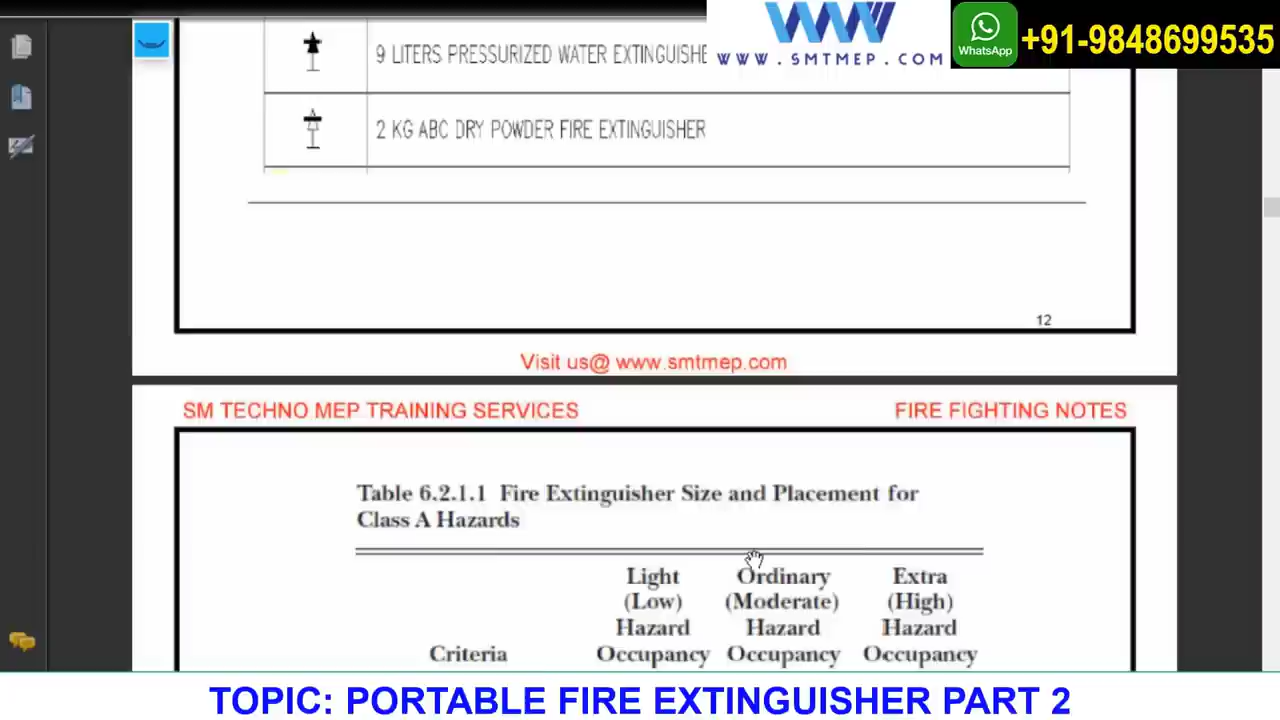 9 LITERS PRESSURIZED WATER EXTINGUISHE
WWW.SMTMEP.COM
WhatsApp
+91-9848699535
2 KG ABC DRY POWDER FIRE EXTINGUISHER
12
Visit us@ www.smtmep.com
SM TECHNO MEP TRAINING SERVICES
FIRE FIGHTING NOTES
Table 6.2.1.1 Fire Extinguisher Size and Placement for
Class A Hazards
Light Ordinary Extra
(Low) (Moderate) (High)
Hazard Hazard Hazard
Criteria Occupancy Occupancy Occupancy
TOPIC: PORTABLE FIRE EXTINGUISHER PART 2